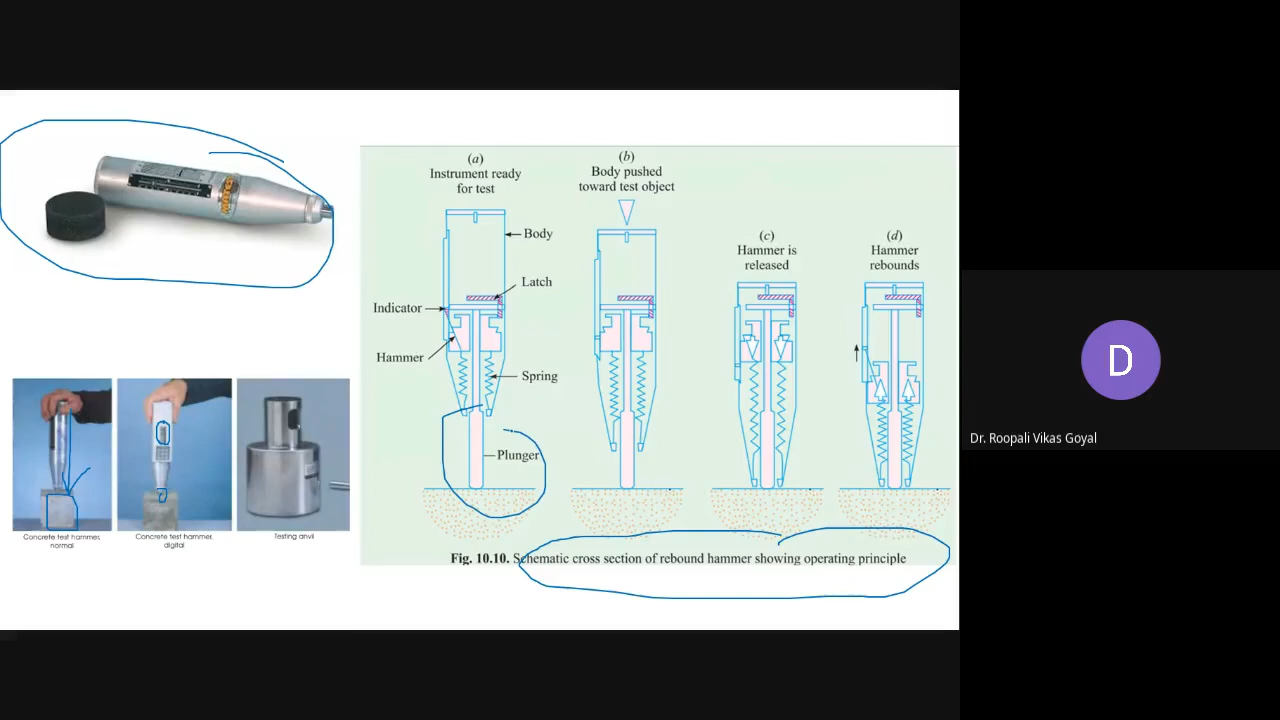 (a)
Instrument ready
for test
(b)
Body pushed
toward test object
(c)
Hammer is
released
(d)
Hammer
rebounds
Body
Latch
Indicator
Hammer
Spring
Plunger
Fig. 10.10. Schematic cross section of rebound hammer showing operating principle
Concrete test hammer,
normal
Concrete test hammer,
digital
Testing anvil
D
Dr. Roopali Vikas Goyal